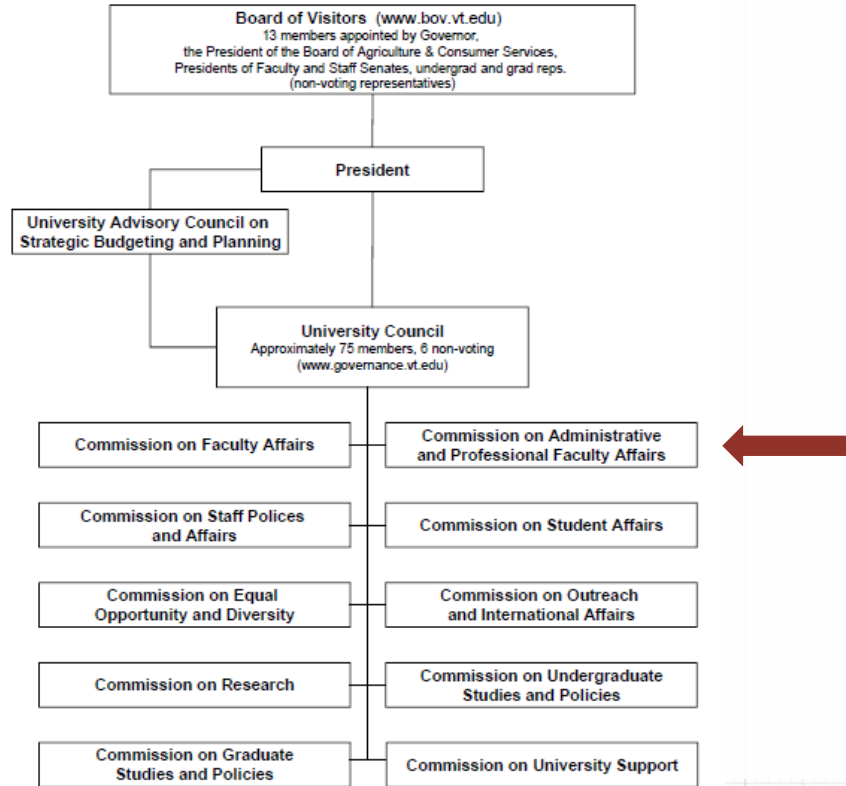 Board of Visitors (www.bov.vt.edu)
13 members appointed by Governor,
the President of the Board of Agriculture & Consumer Services,
Presidents of Faculty and Staff Senates, undergrad and grad reps.
(non-voting representatives)
President
University Advisory Council on
Strategic Budgeting and Planning
University Council
Approximately 75 members, 6 non-voting
(www.governance.vt.edu)
Commission on Faculty Affairs
Commission on Administrative
and Professional Faculty Affairs
Commission on Staff Polices
and Affairs
Commission on Student Affairs
Commission on Equal
Opportunity and Diversity
Commission on Outreach
and International Affairs
Commission on Research
Commission on Undergraduate
Studies and Policies
Commission on Graduate
Studies and Policies
Commission on University Support